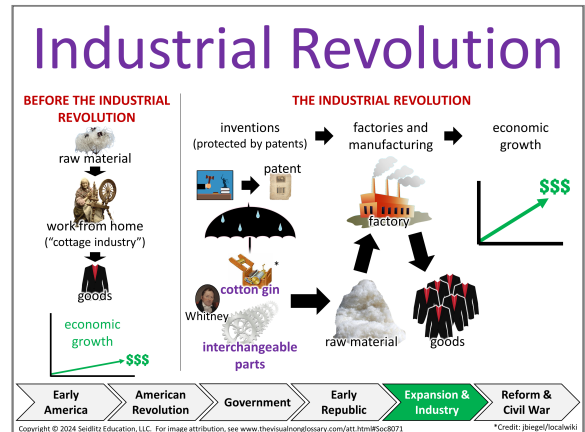 Industrial Revolution
BEFORE THE INDUSTRIAL
REVOLUTION
raw material
work from home
(“cottage industry”)
goods
economic
growth
$$$
THE INDUSTRIAL REVOLUTION
inventions
(protected by patents)
factories and
manufacturing
economic
growth
patent
factory
$$$
*
cotton gin
Whitney
interchangeable
parts
raw material
goods
Early
America
American
Revolution
Government
Early
Republic
Expansion &
Industry
Reform &
Civil War
Copyright © 2024 Seidlitz Education, LLC. For image attribution, see www.thevisualnonglossary.com/att.html#Soc8071
*Credit: jbiegel/localwiki